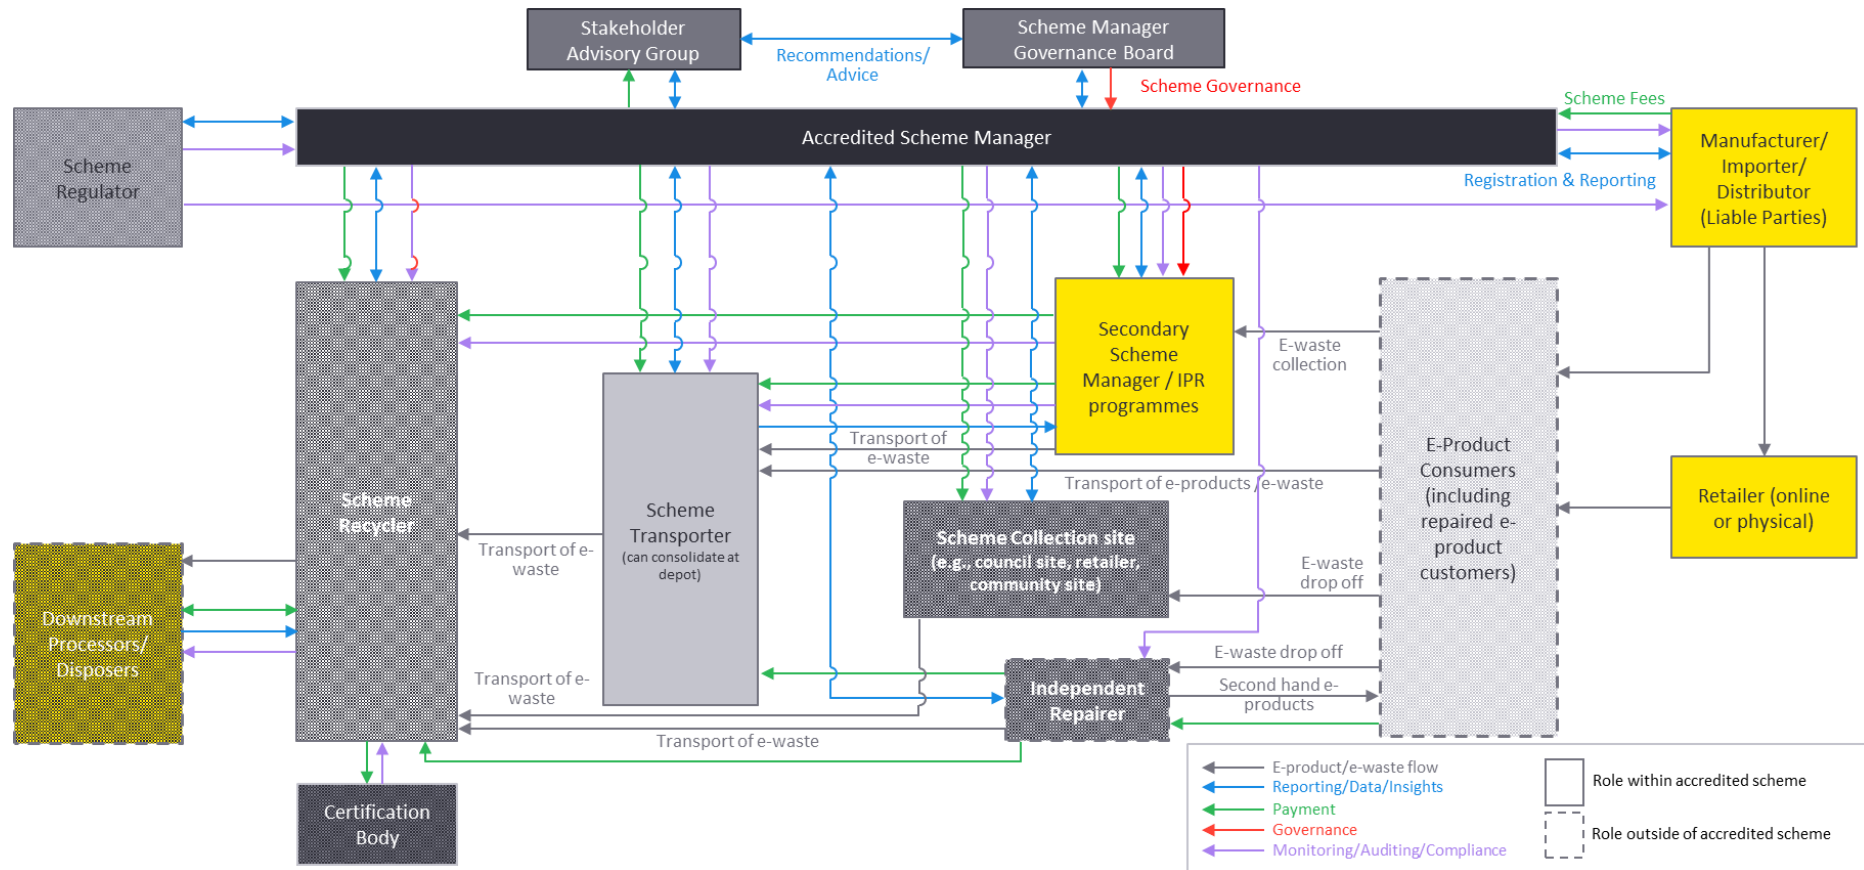 Stakeholder
Advisory Group
Recommendations/
Advice
Scheme Manager
Governance Board
Scheme Governance
Scheme Fees
Scheme
Regulator
Accredited Scheme Manager
Manufacturer/
Importer/
Distributor
(Liable Parties)
Registration & Reporting
Scheme
Recycler
Secondary
Scheme
Manager / IPR
programmes
E-waste
collection
E-Product
Consumers
(including
repaired e-
product
customers)
Retailer (online
or physical)
Transport of
e-waste
Transport of e-products / e-waste
Scheme
Transporter
(can consolidate at
depot)
Transport of e-
waste
Scheme Collection site
(e.g., council site, retailer,
community site)
E-waste
drop off
Downstream
Processors/
Disposers
Transport of e-
waste
E-waste drop off
Independent
Repairer
Second hand e-
products
Transport of e-waste
Certification
Body
E-product/e-waste flow
Reporting/Data/Insights
Payment
Governance
Monitoring/Auditing/Compliance
Role within accredited scheme
Role outside of accredited scheme